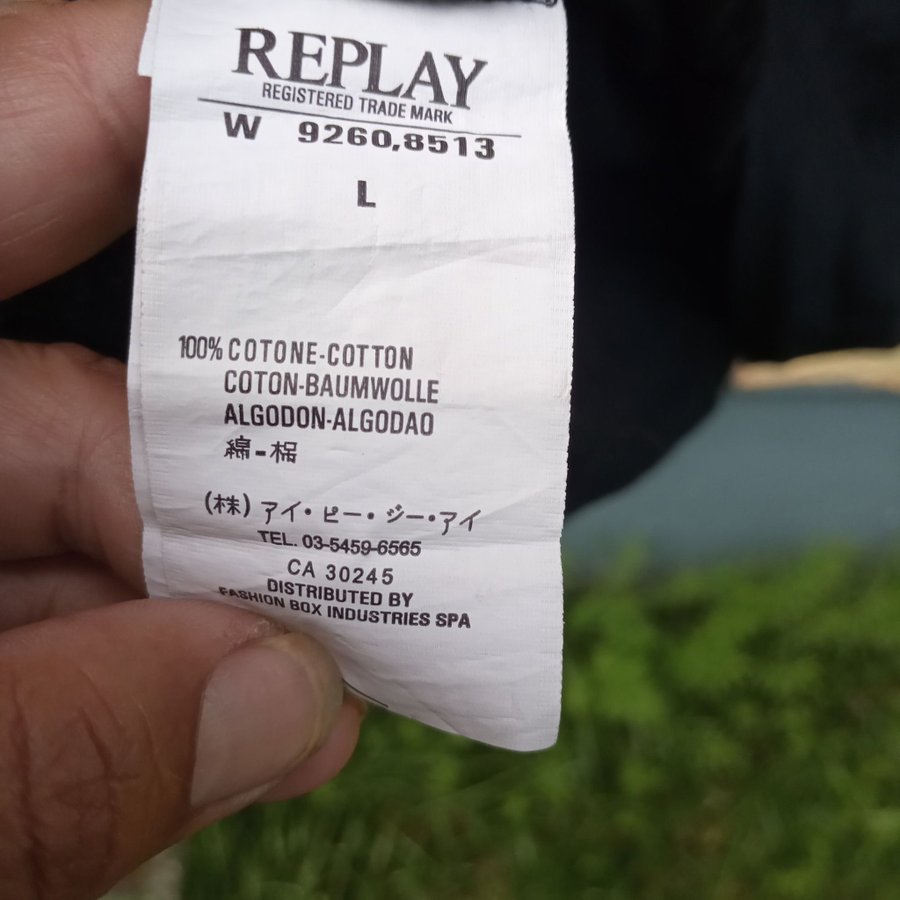 REPLAY
REGISTERED TRADE MARK
W 9260,8513
L
100% COTONE-COTTON
COTON-BAUMWOLLE
ALGODON-ALGODAO
綿-棉
(株) アイ・ピー・ジー・アイ
TEL. 03-5459-6565
CA 30245
DISTRIBUTED BY
FASHION BOX INDUSTRIES SPA